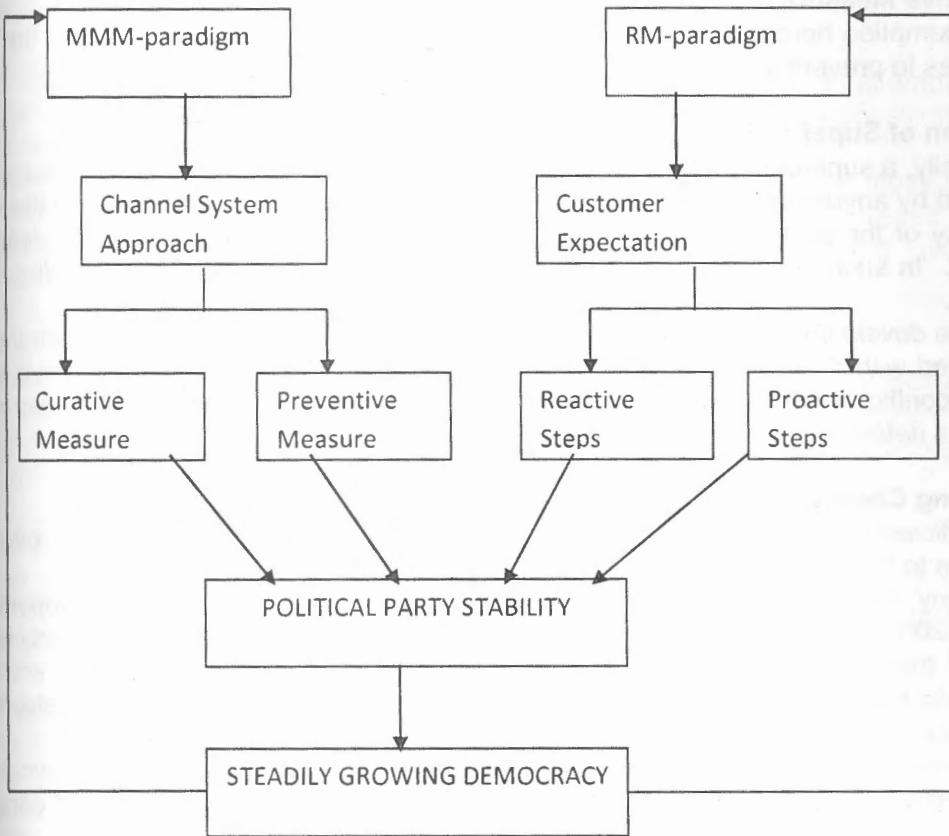 MMM-paradigm
RM-paradigm
Channel System
Approach
Customer
Expectation
Curative
Measure
Preventive
Measure
Reactive
Steps
Proactive
Steps
POLITICAL PARTY STABILITY
STEADILY GROWING DEMOCRACY